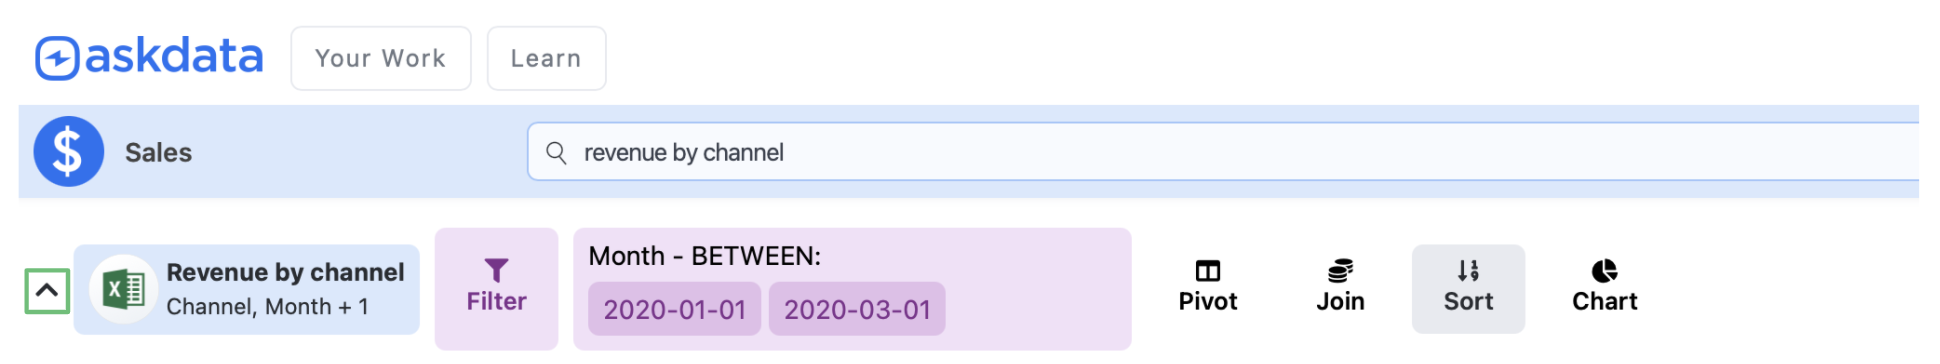 askdata
Your Work
Learn
Sales
revenue by channel
Revenue by channel
Channel, Month + 1
Filter
Month - BETWEEN:
2020-01-01 2020-03-01
Pivot
Join
Sort
Chart